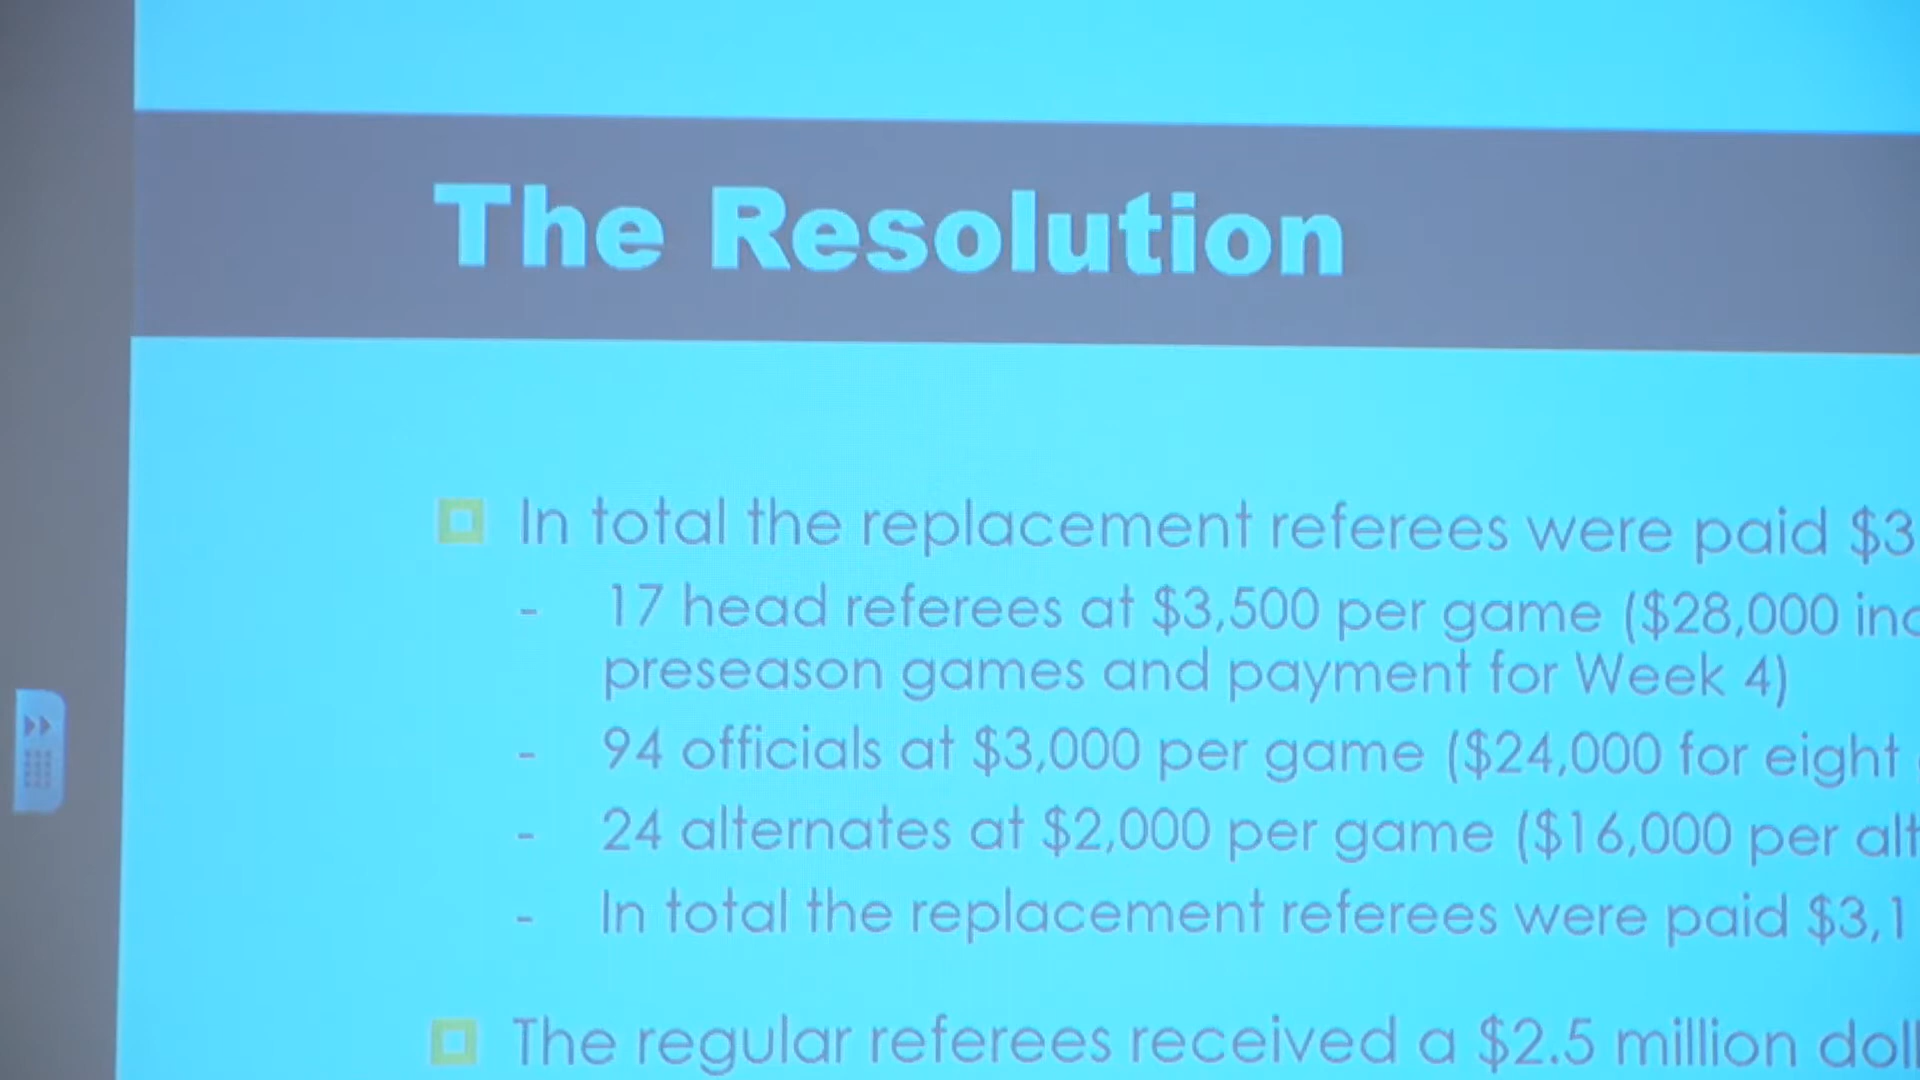 The Resolution
In total the replacement referees were paid $3
- 17 head referees at $3,500 per game ($28,000
preseason games and payment for Week 4)
- 94 officials at $3,000 per game ($24,000 for eight
- 24 alternates at $2,000 per game ($16,000 per
- In total the replacement referees were paid $3,1
The regular referees received a $2.5 million